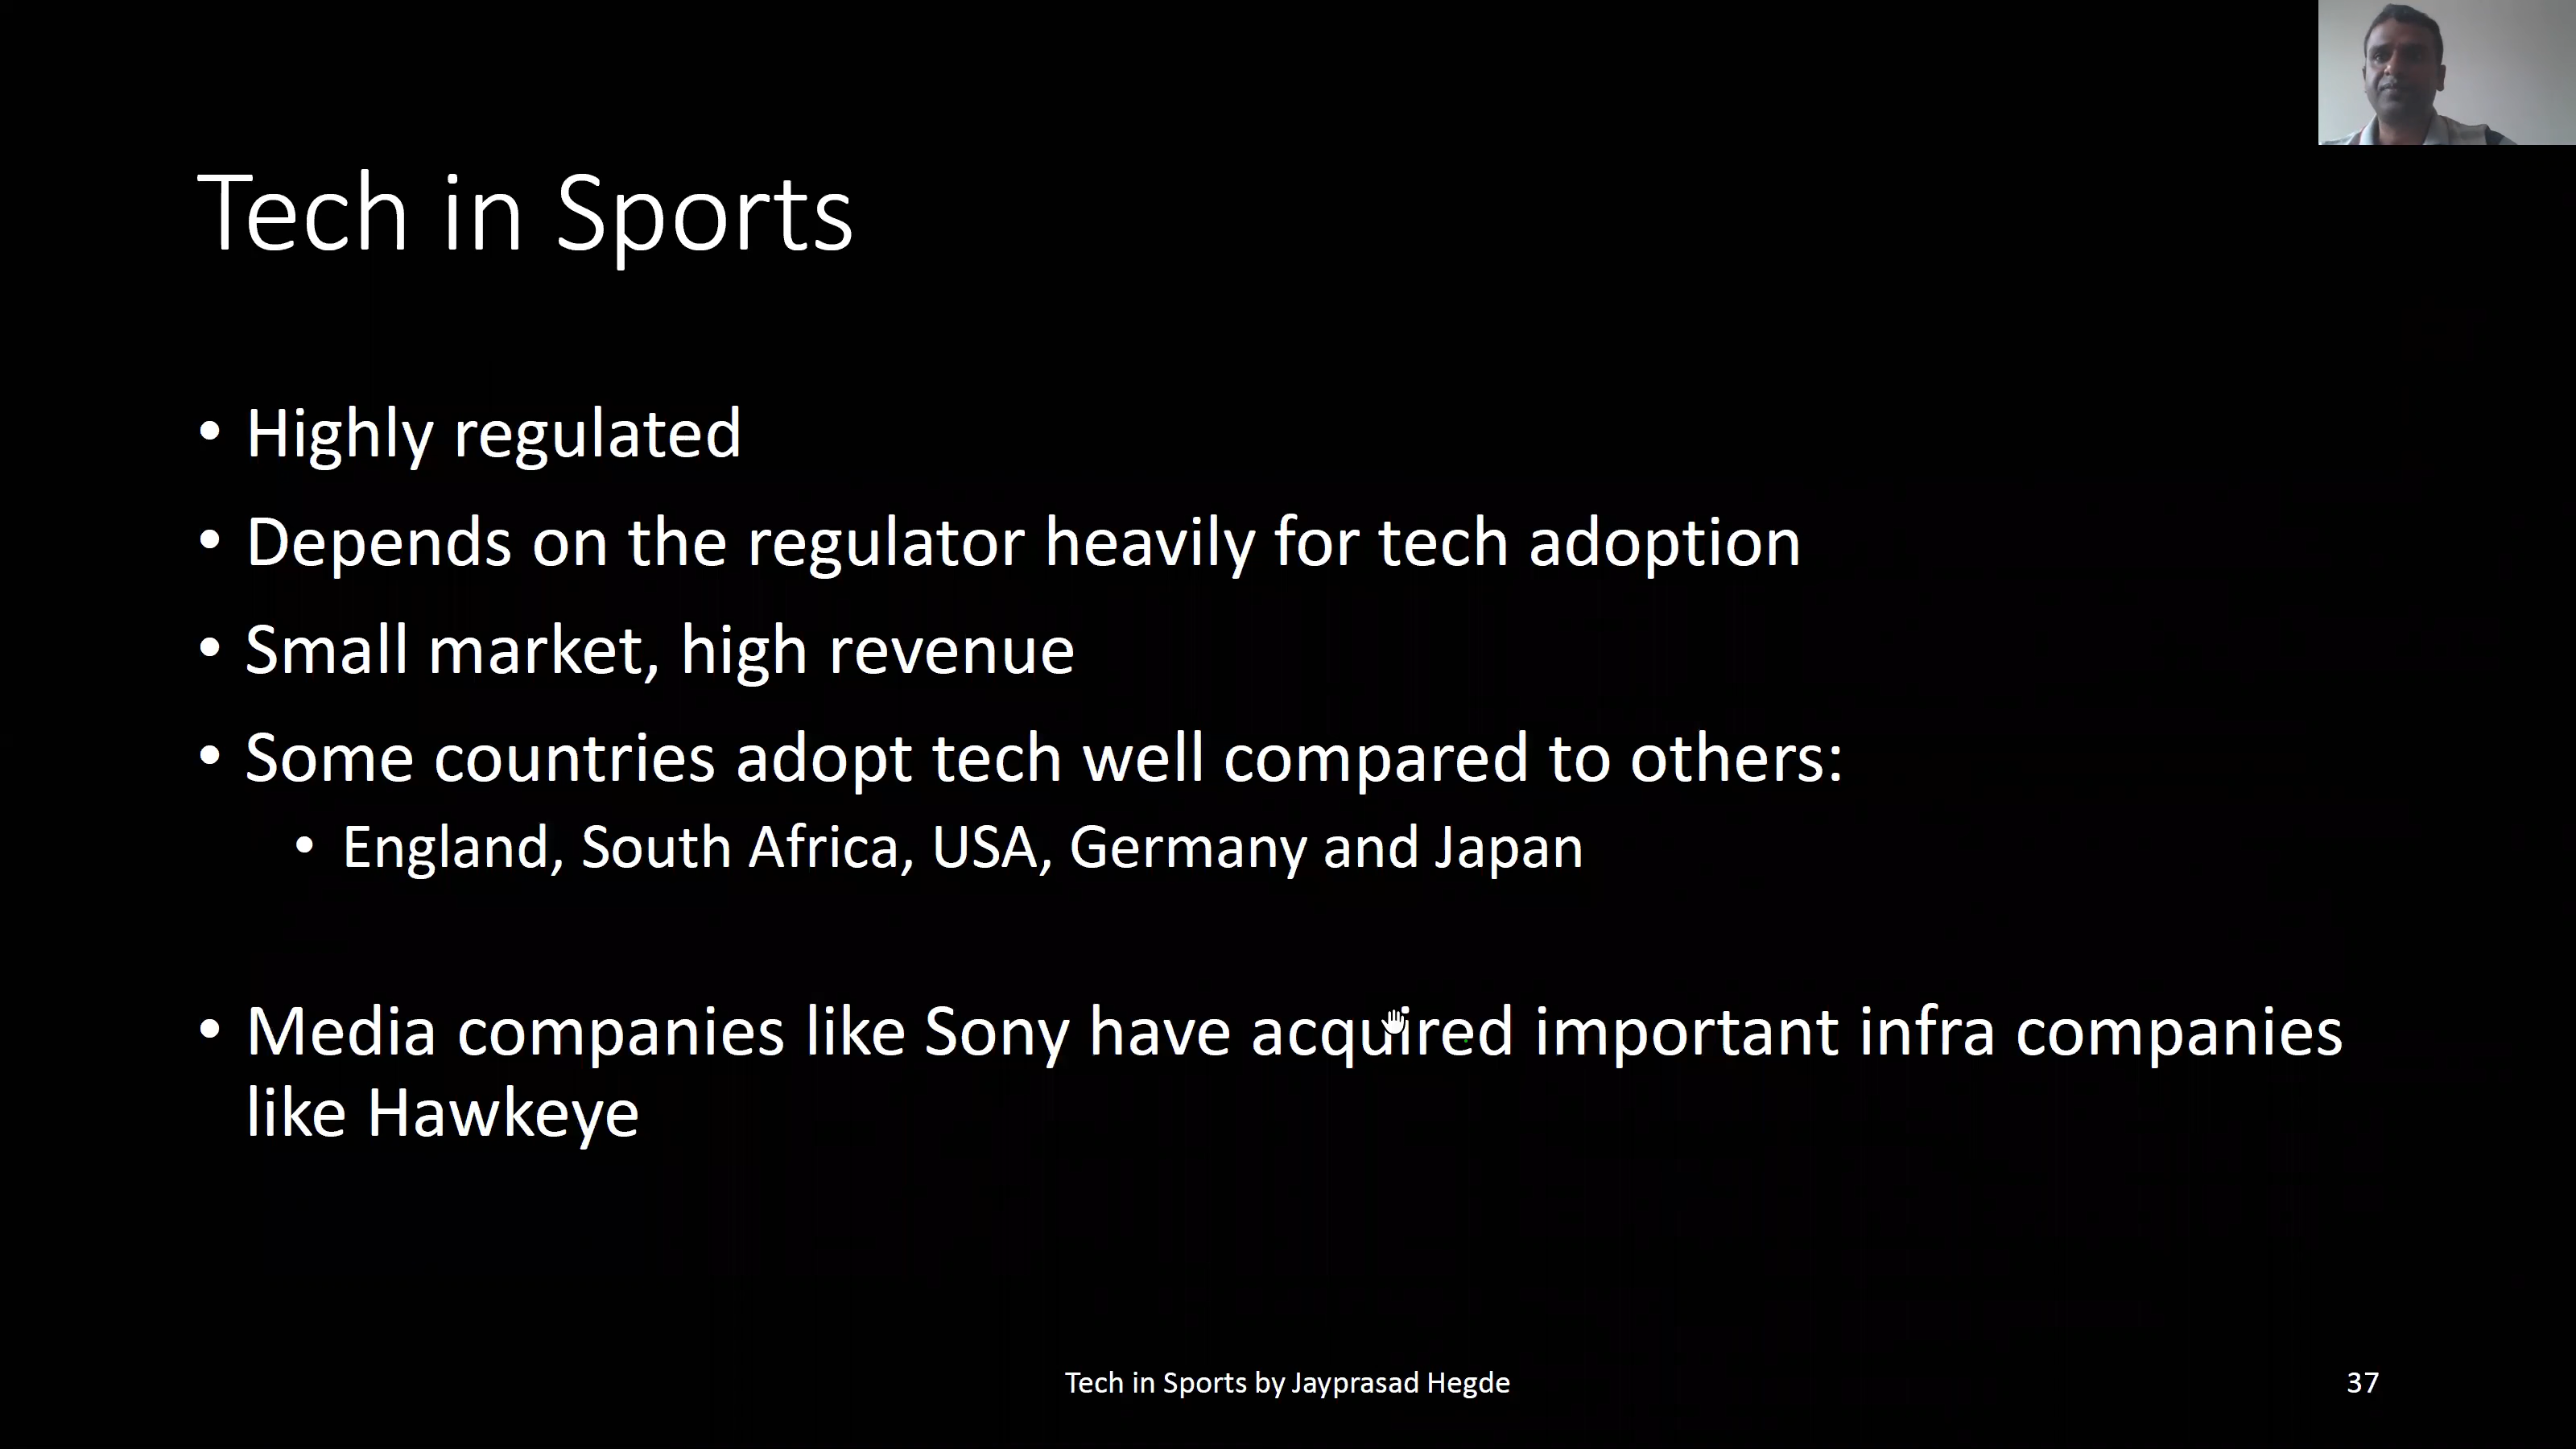 Tech in Sports
• Highly regulated
• Depends on the regulator heavily for tech adoption
• Small market, high revenue
• Some countries adopt tech well compared to others:
• England, South Africa, USA, Germany and Japan
• Media companies like Sony have acquired important infra companies
like Hawkeye
Tech in Sports by Jayprasad Hegde
37